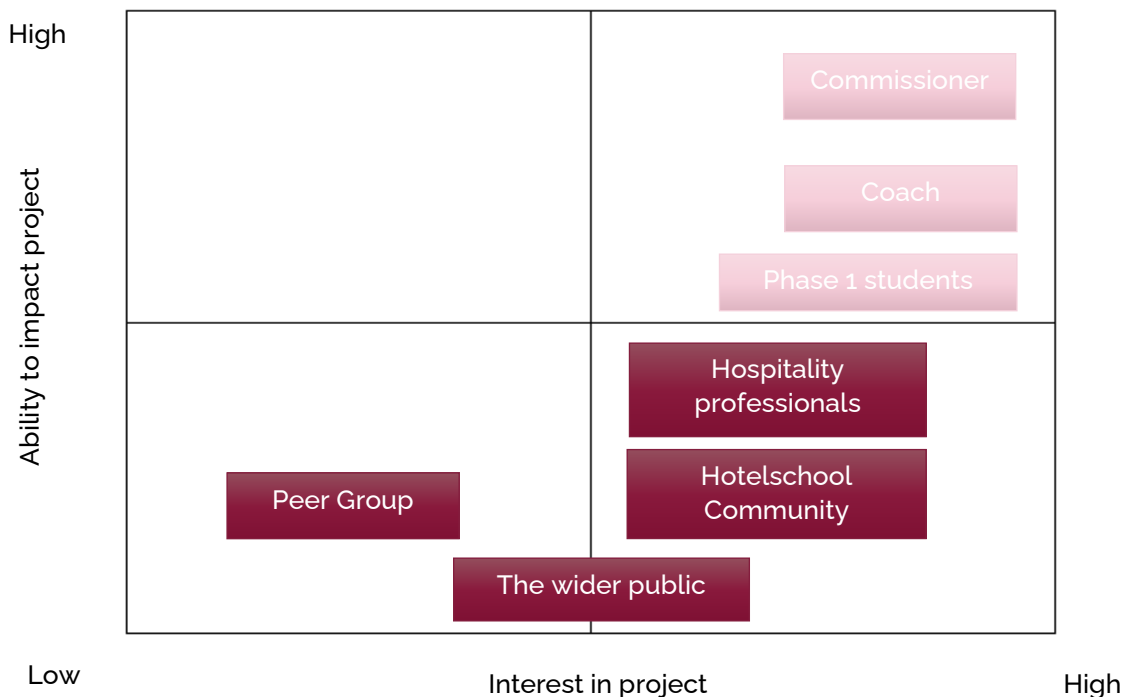 High
Commissioner
Ability to impact project
Coach
Phase 1 students
Hospitality
professionals
Hotelschool
Community
Peer Group
The wider public
Low
Interest in project
High